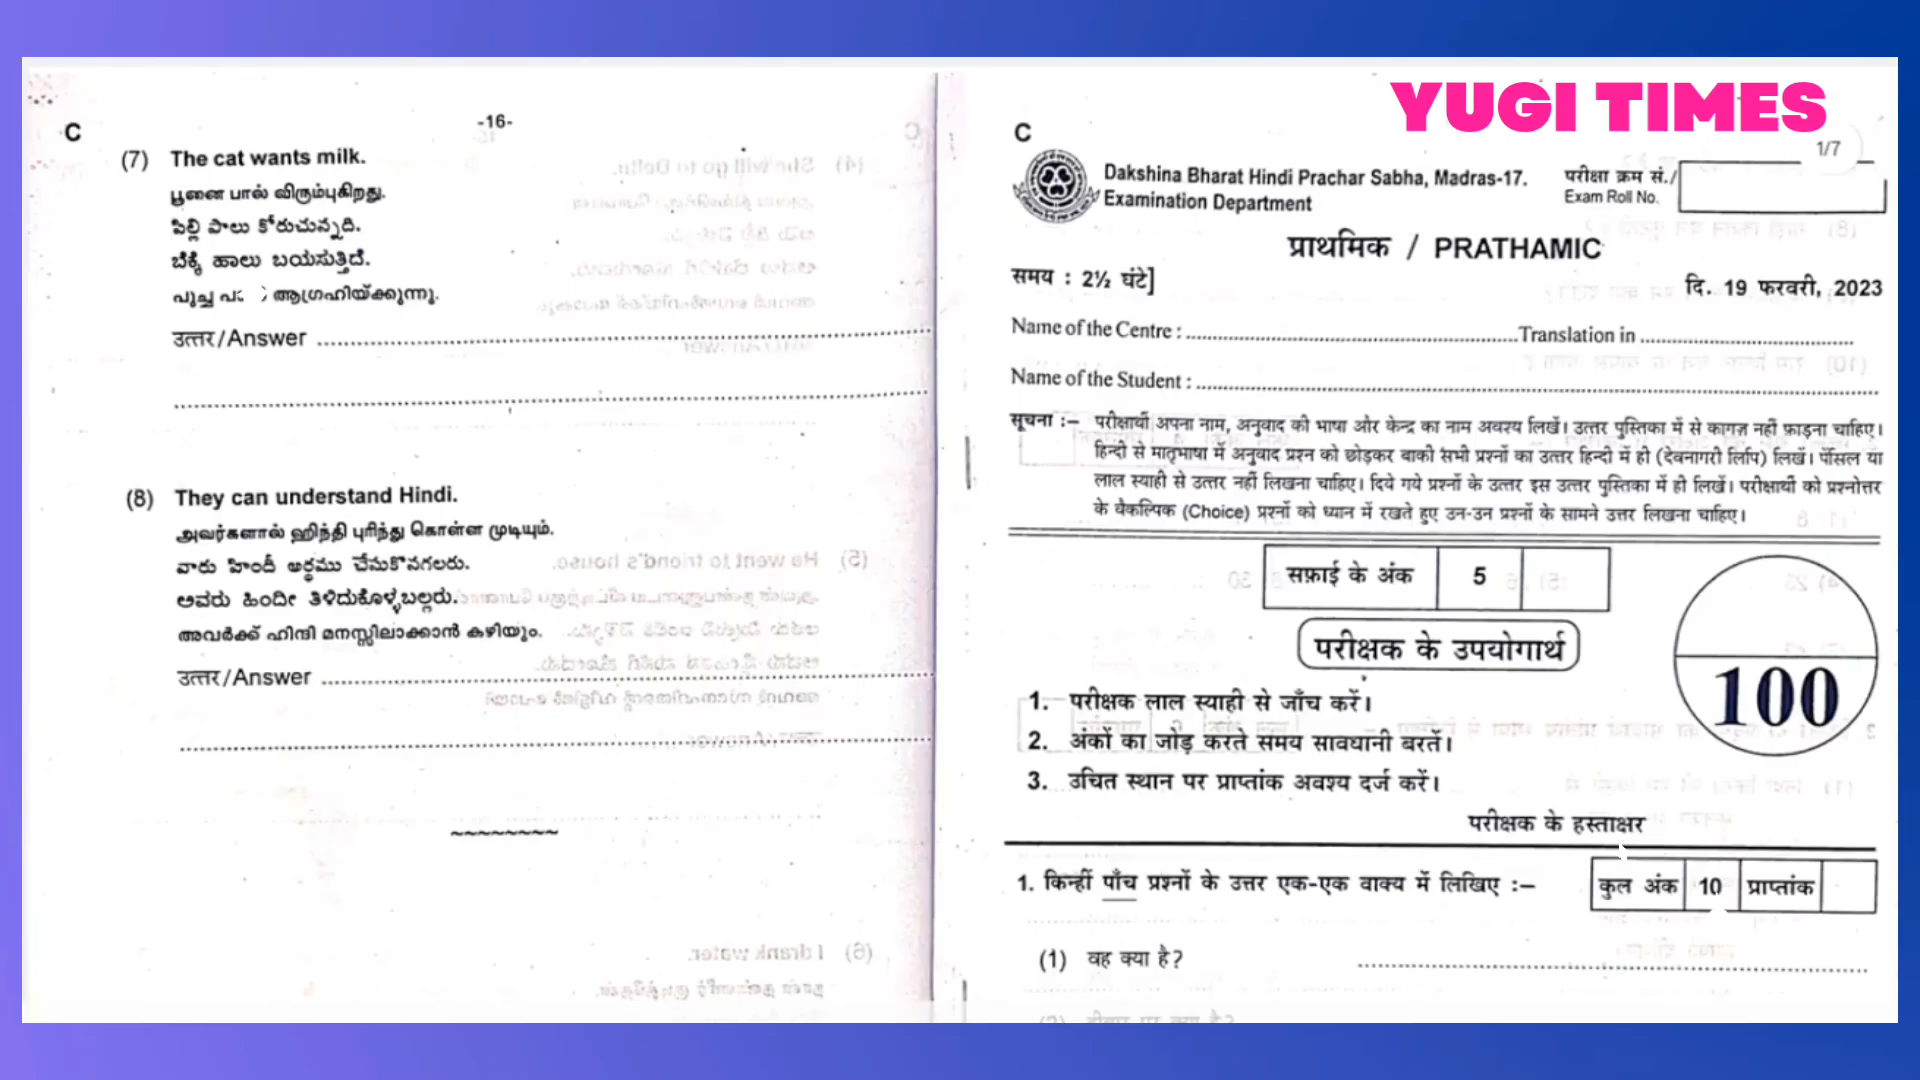 YUGI TIMES
C
-16-
(7) The cat wants milk.
பூனை பால் விரும்புகிறது.
పిల్లి పాలు కోరుచున్నది.
ಬೆಕ್ಕು ಹಾಲು ಬಯಸುತ್ತಿದೆ.
പൂച്ച ആഗ്രഹിയ്ക്കുന്നു.
उत्तर/Answer
(8) They can understand Hindi.
அவர்களால் ஹிந்தி புரிந்து கொள்ள முடியும்.
వారు హిందీ అర్థము చేసుకొనగలరు.
ಅವರು ಹಿಂದೀ ತಿಳಿದುಕೊಳ್ಳಬಲ್ಲರು.
അവർക്ക് ഹിന്ദി മനസ്സിലാക്കാൻ കഴിയും.
उत्तर/Answer
~~~~~~~~
C
1/7
Dakshina Bharat Hindi Prachar Sabha, Madras-17.
Examination Department
परीक्षा क्रम सं./
Exam Roll No.
प्राथमिक / PRATHAMIC
समय : 2½ घंटे]
दि. 19 फरवरी, 2023
Name of the Centre : Translation in
Name of the Student :
सूचना :– परीक्षार्थी अपना नाम, अनुवाद की भाषा और केन्द्र का नाम अवश्य लिखें। उत्तर पुस्तिका में से कागज़ नहीं फ़ाड़ना चाहिए।
हिन्दी से मातृभाषा में अनुवाद प्रश्न को छोड़कर बाकी सभी प्रश्नों का उत्तर हिन्दी में ही (देवनागरी लिपि) लिखें। पेंसिल या
लाल स्याही से उत्तर नहीं लिखना चाहिए। दिये गये प्रश्नों के उत्तर इस उत्तर पुस्तिका में ही लिखें। परीक्षार्थी को प्रश्नोत्तर
के वैकल्पिक (Choice) प्रश्नों को ध्यान में रखते हुए उन-उन प्रश्नों के सामने उत्तर लिखना चाहिए।
सफ़ाई के अंक 5
परीक्षक के उपयोगार्थ
100
1. परीक्षक लाल स्याही से जाँच करें।
2. अंकों का जोड़ करते समय सावधानी बरतें।
3. उचित स्थान पर प्राप्तांक अवश्य दर्ज करें।
परीक्षक के हस्ताक्षर
1. किन्हीं पाँच प्रश्नों के उत्तर एक-एक वाक्य में लिखिए :–
कुल अंक 10 प्राप्तांक
(1) वह क्या है?